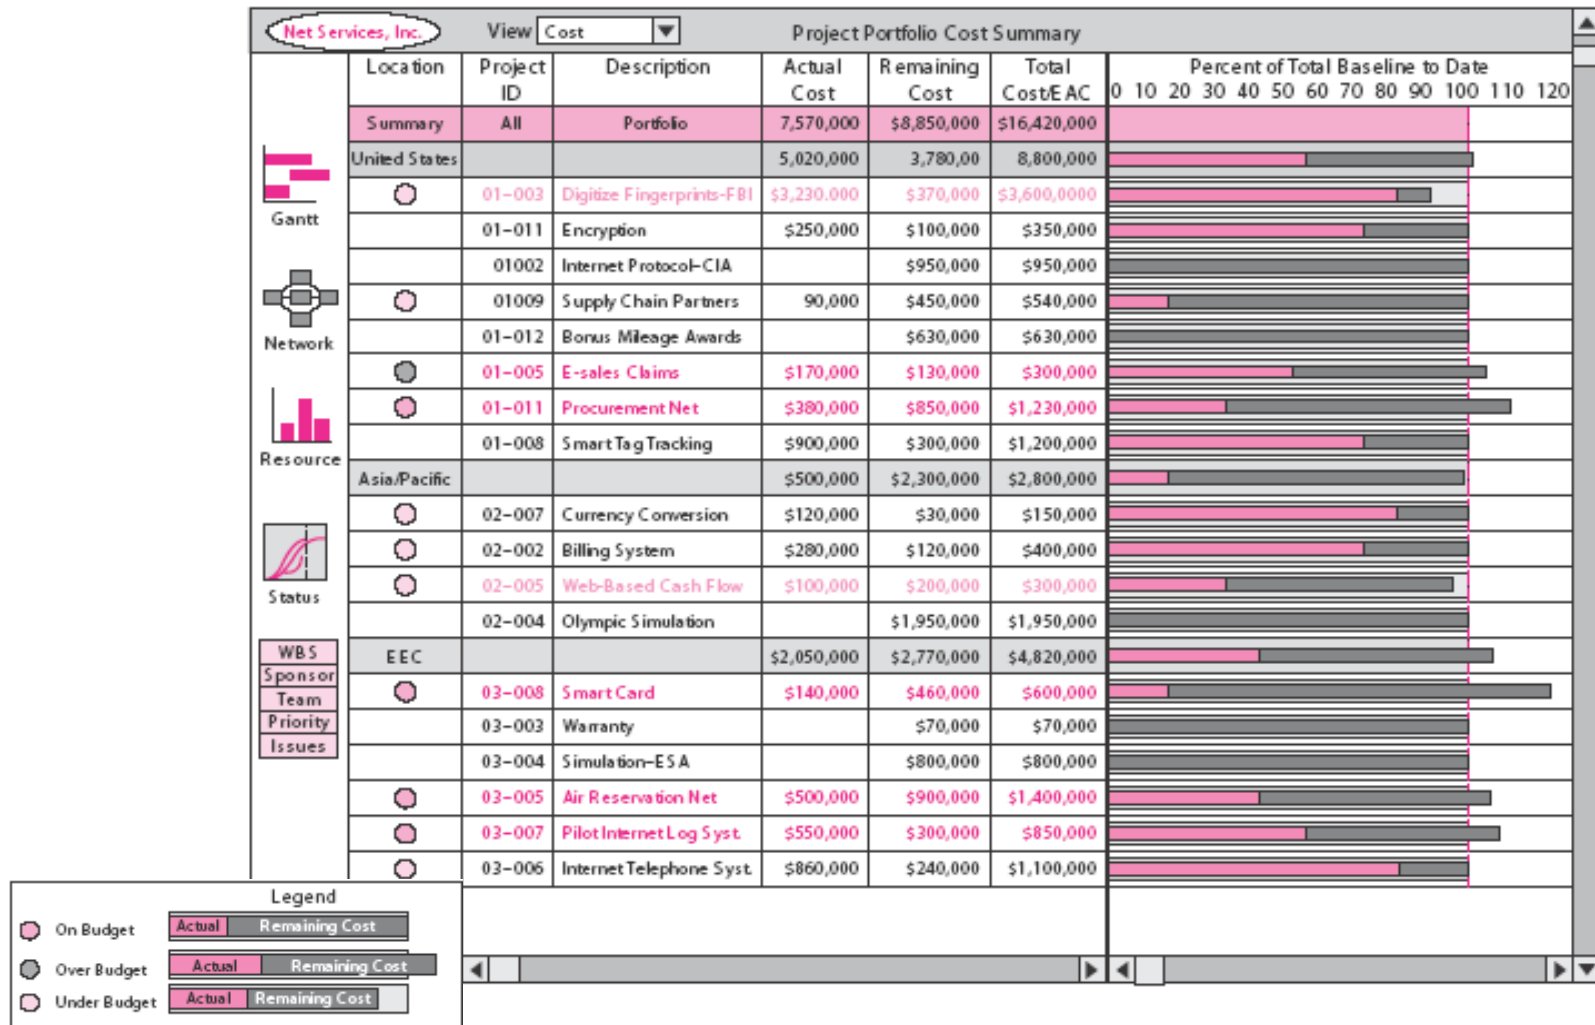 Net Services, Inc. View Cost Project Portfolio Cost Summary
Location Project ID Description Actual Cost Remaining Cost Total Cost/EAC Percent of Total Baseline to Date
0 10 20 30 40 50 60 70 80 90 100 110 120
Summary All Portfolio 7,570,000 $8,850,000 $16,420,000
United States 5,020,000 3,780,00 8,800,000
01-003 Digitize Fingerprints-FBI $3,230.000 $370,000 $3,600,0000
01-011 Encryption $250,000 $100,000 $350,000
01002 Internet Protocol-CIA $950,000 $950,000
01009 Supply Chain Partners 90,000 $450,000 $540,000
01-012 Bonus Mileage Awards $630,000 $630,000
01-005 E-sales Claims $170,000 $130,000 $300,000
01-011 Procurement Net $380,000 $850,000 $1,230,000
01-008 Smart Tag Tracking $900,000 $300,000 $1,200,000
Asia/Pacific $500,000 $2,300,000 $2,800,000
02-007 Currency Conversion $120,000 $30,000 $150,000
02-002 Billing System $280,000 $120,000 $400,000
02-005 Web-Based Cash Flow $100,000 $200,000 $300,000
02-004 Olympic Simulation $1,950,000 $1,950,000
EEC $2,050,000 $2,770,000 $4,820,000
03-008 Smart Card $140,000 $460,000 $600,000
03-003 Warranty $70,000 $70,000
03-004 Simulation-ESA $800,000 $800,000
03-005 Air Reservation Net $500,000 $900,000 $1,400,000
03-007 Pilot Internet Log Syst. $550,000 $300,000 $850,000
03-006 Internet Telephone Syst. $860,000 $240,000 $1,100,000
Gantt
Network
Resource
Status
WBS
Sponsor
Team
Priority
Issues
Legend
On Budget Actual Remaining Cost
Over Budget Actual Remaining Cost
Under Budget Actual Remaining Cost